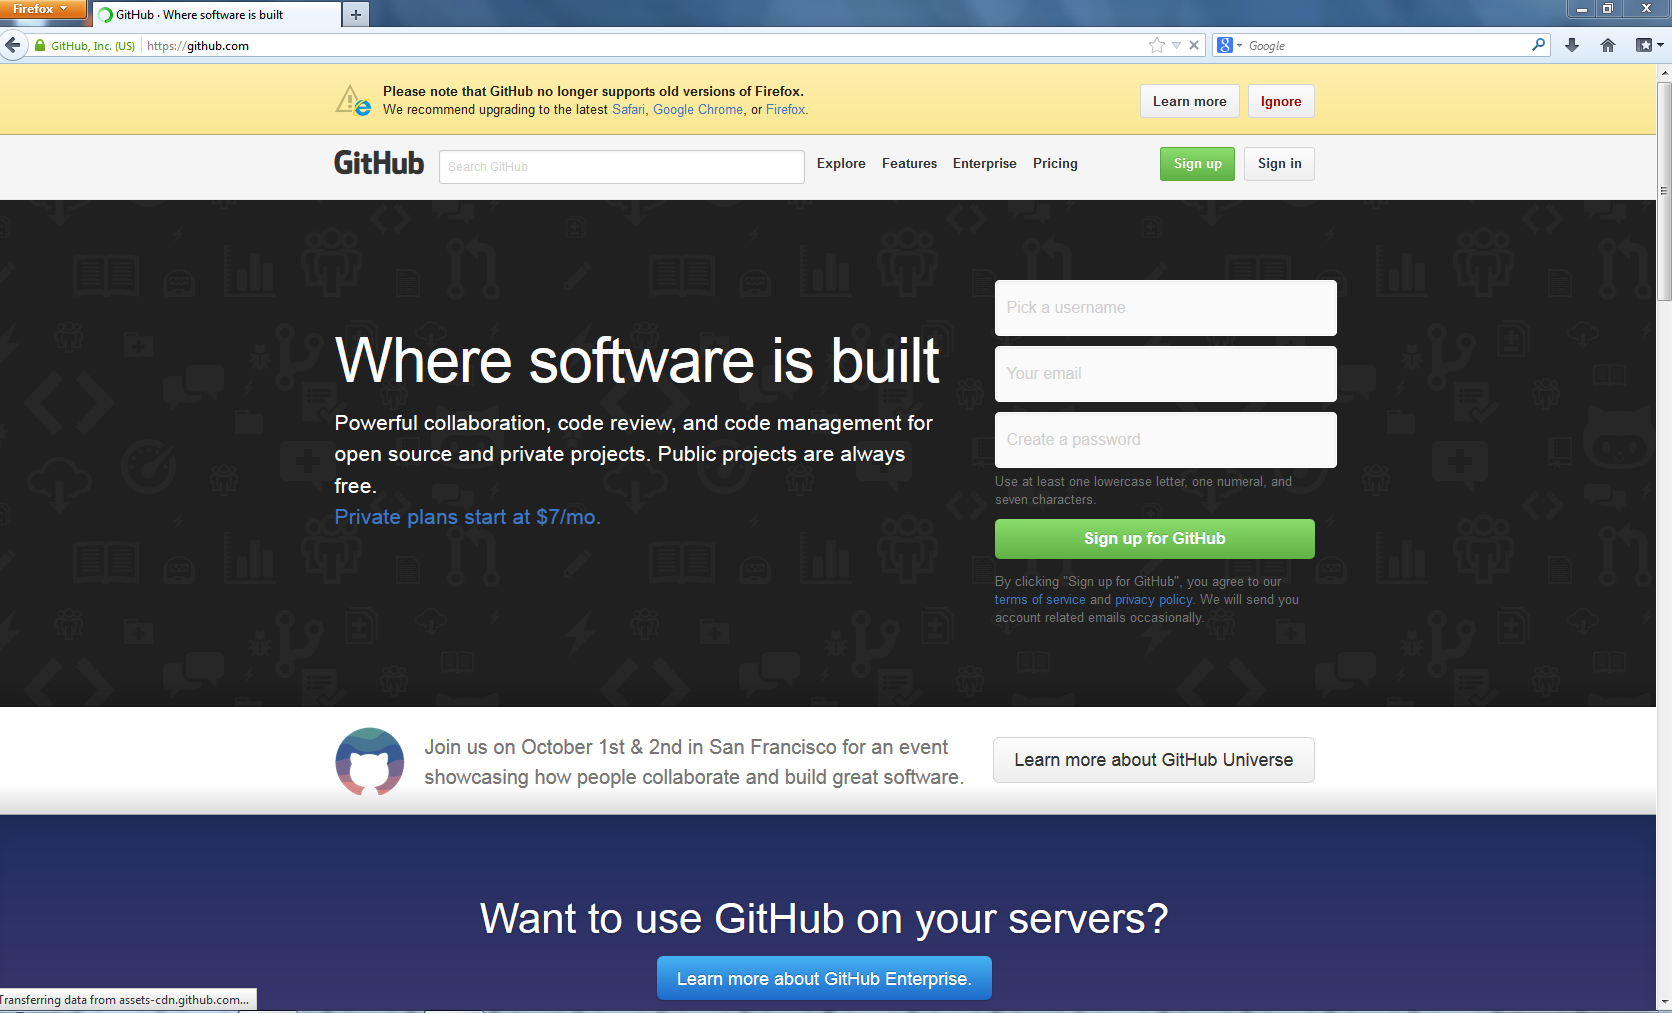 Firefox
GitHub · Where software is built
GitHub, Inc. (US)
https://github.com
Google
Please note that GitHub no longer supports old versions of Firefox.
We recommend upgrading to the latest Safari, Google Chrome, or Firefox.
Learn more
Ignore
GitHub
Search GitHub
Explore
Features
Enterprise
Pricing
Sign up
Sign in
Where software is built
Powerful collaboration, code review, and code management for
open source and private projects. Public projects are always
free.
Private plans start at $7/mo.
Pick a username
Your email
Create a password
Use at least one lowercase letter, one numeral, and
seven characters.
Sign up for GitHub
By clicking "Sign up for GitHub", you agree to our
terms of service and privacy policy. We will send you
account related emails occasionally.
Join us on October 1st & 2nd in San Francisco for an event
showcasing how people collaborate and build great software.
Learn more about GitHub Universe
Want to use GitHub on your servers?
Learn more about GitHub Enterprise.
Transferring data from assets-cdn.github.com...